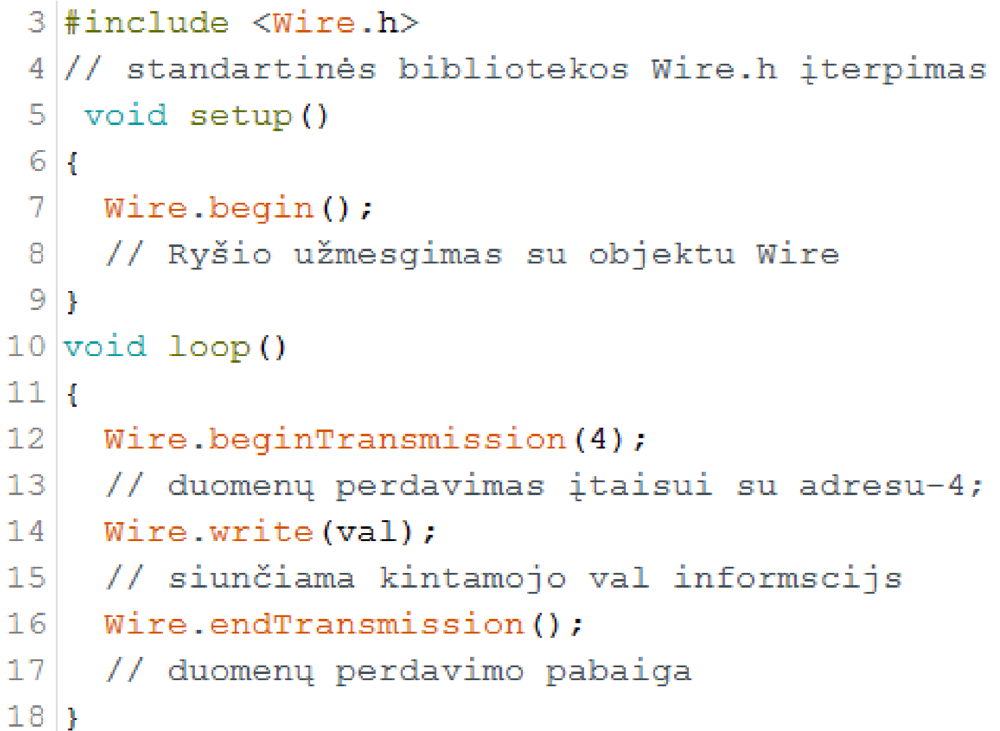 3 #include <Wire.h>
4 // standartinės bibliotekos Wire.h įterpimas
5 void setup()
6 {
7 Wire.begin();
8 // Ryšio užmesgimas su objektu Wire
9 }
10 void loop()
11 {
12 Wire.beginTransmission(4);
13 // duomenų perdavimas įtaisui su adresu-4;
14 Wire.write(val);
15 // siunčiama kintamojo val informscijs
16 Wire.endTransmission();
17 // duomenų perdavimo pabaiga
18 }